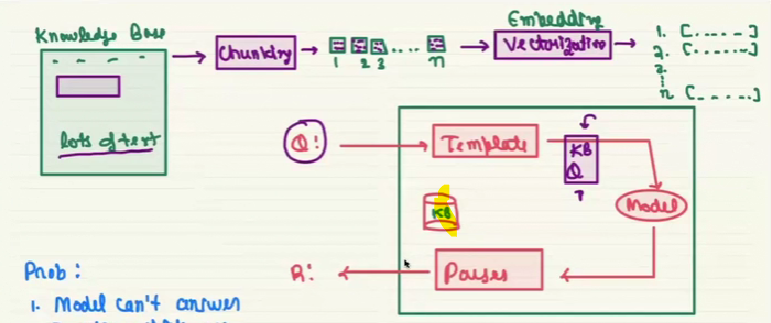 Knowledge Base
lots of text
Chunking
1 2 3 .... n
Embedding
Vectorization
1. [.....]
2. [......]
3.
n [.....]
Q:
Template
KB
Q
Model
KB
Parser
R:
Prob:
1. Model can't answer